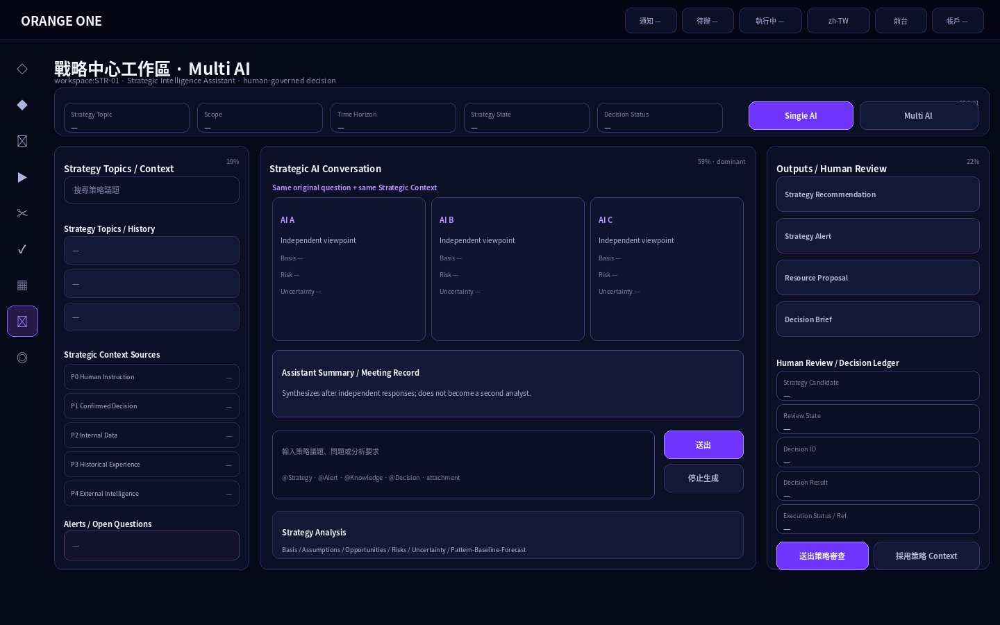 ORANGE ONE
通知 —
待辦 —
執行中 —
zh-TW
前台
帳戶 —
戰略中心工作區・Multi AI
workspace:STR-01 · Strategic Intelligence Assistant · human-governed decision
Strategy Topic
—
Scope
—
Time Horizon
—
Strategy State
—
Decision Status
—
Single AI
Multi AI
Strategy Topics / Context
19%
搜尋策略議題
Strategy Topics / History
—
—
—
Strategic Context Sources
P0 Human Instruction —
P1 Confirmed Decision —
P2 Internal Data —
P3 Historical Experience —
P4 External Intelligence —
Alerts / Open Questions
—
Strategic AI Conversation
59% · dominant
Same original question + same Strategic Context
AI A
Independent viewpoint
Basis —
Risk —
Uncertainty —
AI B
Independent viewpoint
Basis —
Risk —
Uncertainty —
AI C
Independent viewpoint
Basis —
Risk —
Uncertainty —
Assistant Summary / Meeting Record
Synthesizes after independent responses; does not become a second analyst.
輸入策略議題、問題或分析要求
@Strategy · @Alert · @Knowledge · @Decision · attachment
送出
停止生成
Strategy Analysis
Basis / Assumptions / Opportunities / Risks / Uncertainty / Pattern-Baseline-Forecast
Outputs / Human Review
22%
Strategy Recommendation
Strategy Alert
Resource Proposal
Decision Brief
Human Review / Decision Ledger
Strategy Candidate
—
Review State
—
Decision ID
—
Decision Result
—
Execution Status / Ref
—
送出策略審查
採用策略 Context